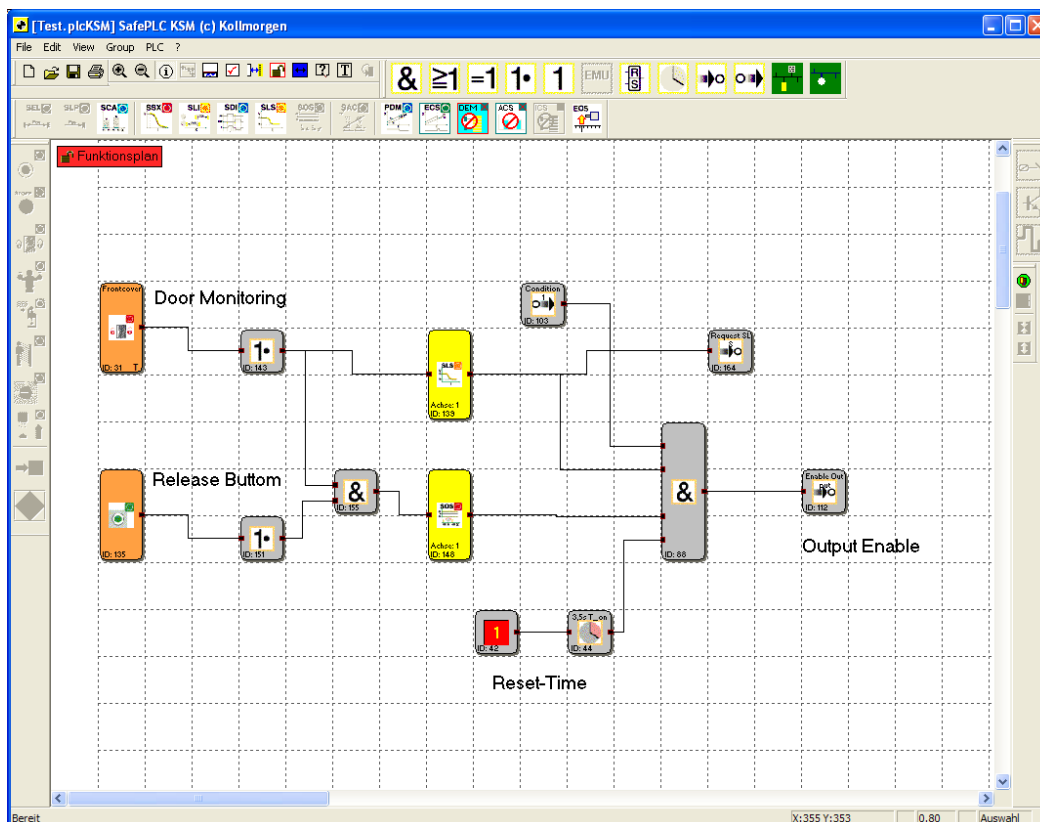 [Test.plcKSM] SafePLC KSM (c) Kollmorgen
File Edit View Group PLC ?
& ≥1 =1 1• 1 EMU R S
SEL SLP SCA SSX SLI SDI SLS SOS SAC PDM ECS DEM ACS ICS EOS
Funktionsplan
Frontcover
ID: 31 T
Door Monitoring
1•
ID: 143
SLS
Achse: 1
ID: 139
Condition
1
ID: 103
Request SL
ID: 164
Release Buttom
ID: 135
1•
ID: 151
&
ID: 155
SOS
Achse: 1
ID: 148
&
ID: 88
Enable Out
ID: 112
Output Enable
1
ID: 42
3,5s T_on
ID: 44
Reset-Time
Bereit X:355 Y:353 0.80 Auswahl